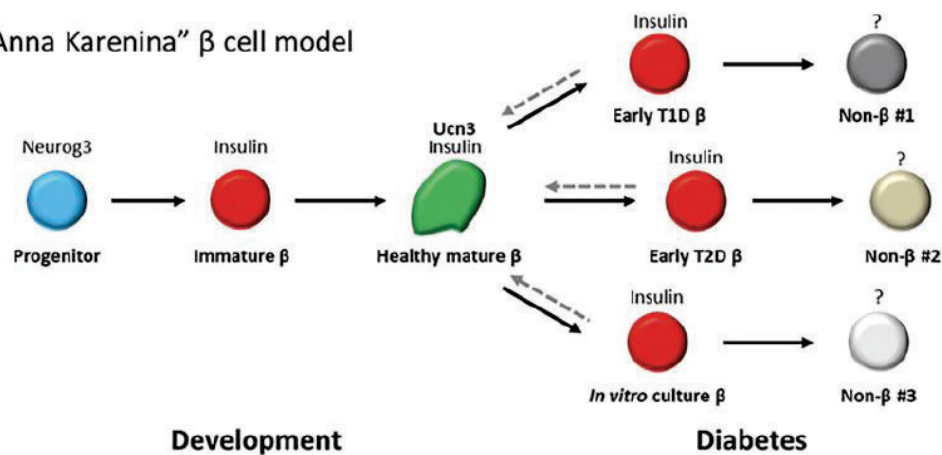 Anna Karenina” β cell model
Insulin
?
Early T1D β
Non-β #1
Neurog3
Insulin
Ucn3
Insulin
Insulin
?
Progenitor
Immature β
Healthy mature β
Early T2D β
Non-β #2
Insulin
?
In vitro culture β
Non-β #3
Development
Diabetes